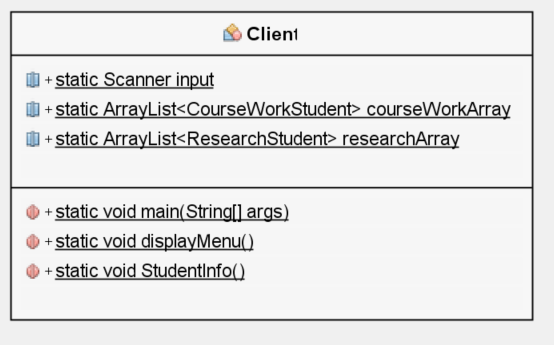 Client
+ static Scanner input
+ static ArrayList<CourseWorkStudent> courseWorkArray
+ static ArrayList<ResearchStudent> researchArray
+ static void main(String[] args)
+ static void displayMenu()
+ static void StudentInfo()